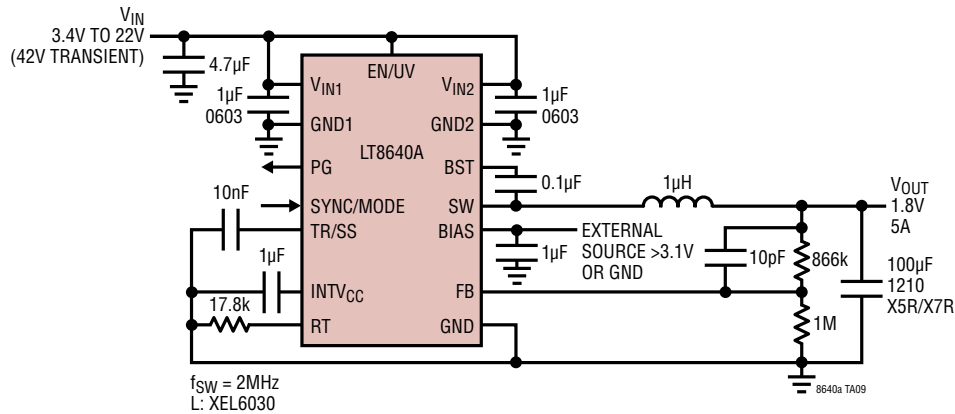 VIN
3.4V TO 22V
(42V TRANSIENT)
4.7µF
1µF
0603
VIN1
EN/UV
VIN2
1µF
0603
GND1
GND2
LT8640A
PG
BST
0.1µF
1µH
VOUT
1.8V
5A
10nF
SYNC/MODE
SW
TR/SS
BIAS
1µF
EXTERNAL
SOURCE >3.1V
OR GND
10pF
866k
100µF
1210
X5R/X7R
1µF
INTVCC
FB
17.8k
RT
GND
1M
fSW = 2MHz
L: XEL6030
8640a TA09